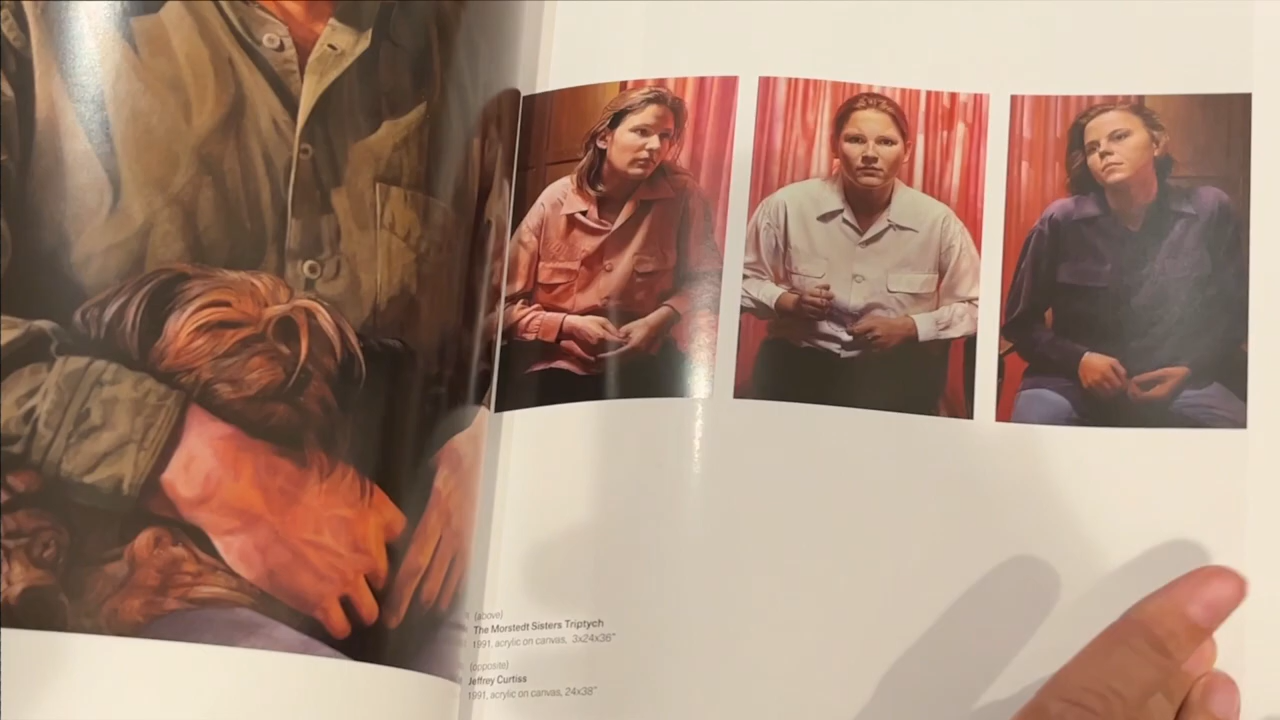 (above)
The Morstedt Sisters Triptych
1991, acrylic on canvas, 3x24x36"
(opposite)
Jeffrey Curtiss
1991, acrylic on canvas, 24x38"